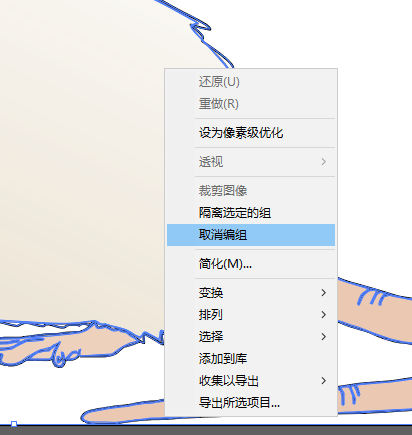 还原(U)
重做(R)
设为像素级优化
透视
裁剪图像
隔离选定的组
取消编组
简化(M)...
变换
排列
选择
添加到库
收集以导出
导出所选项目...